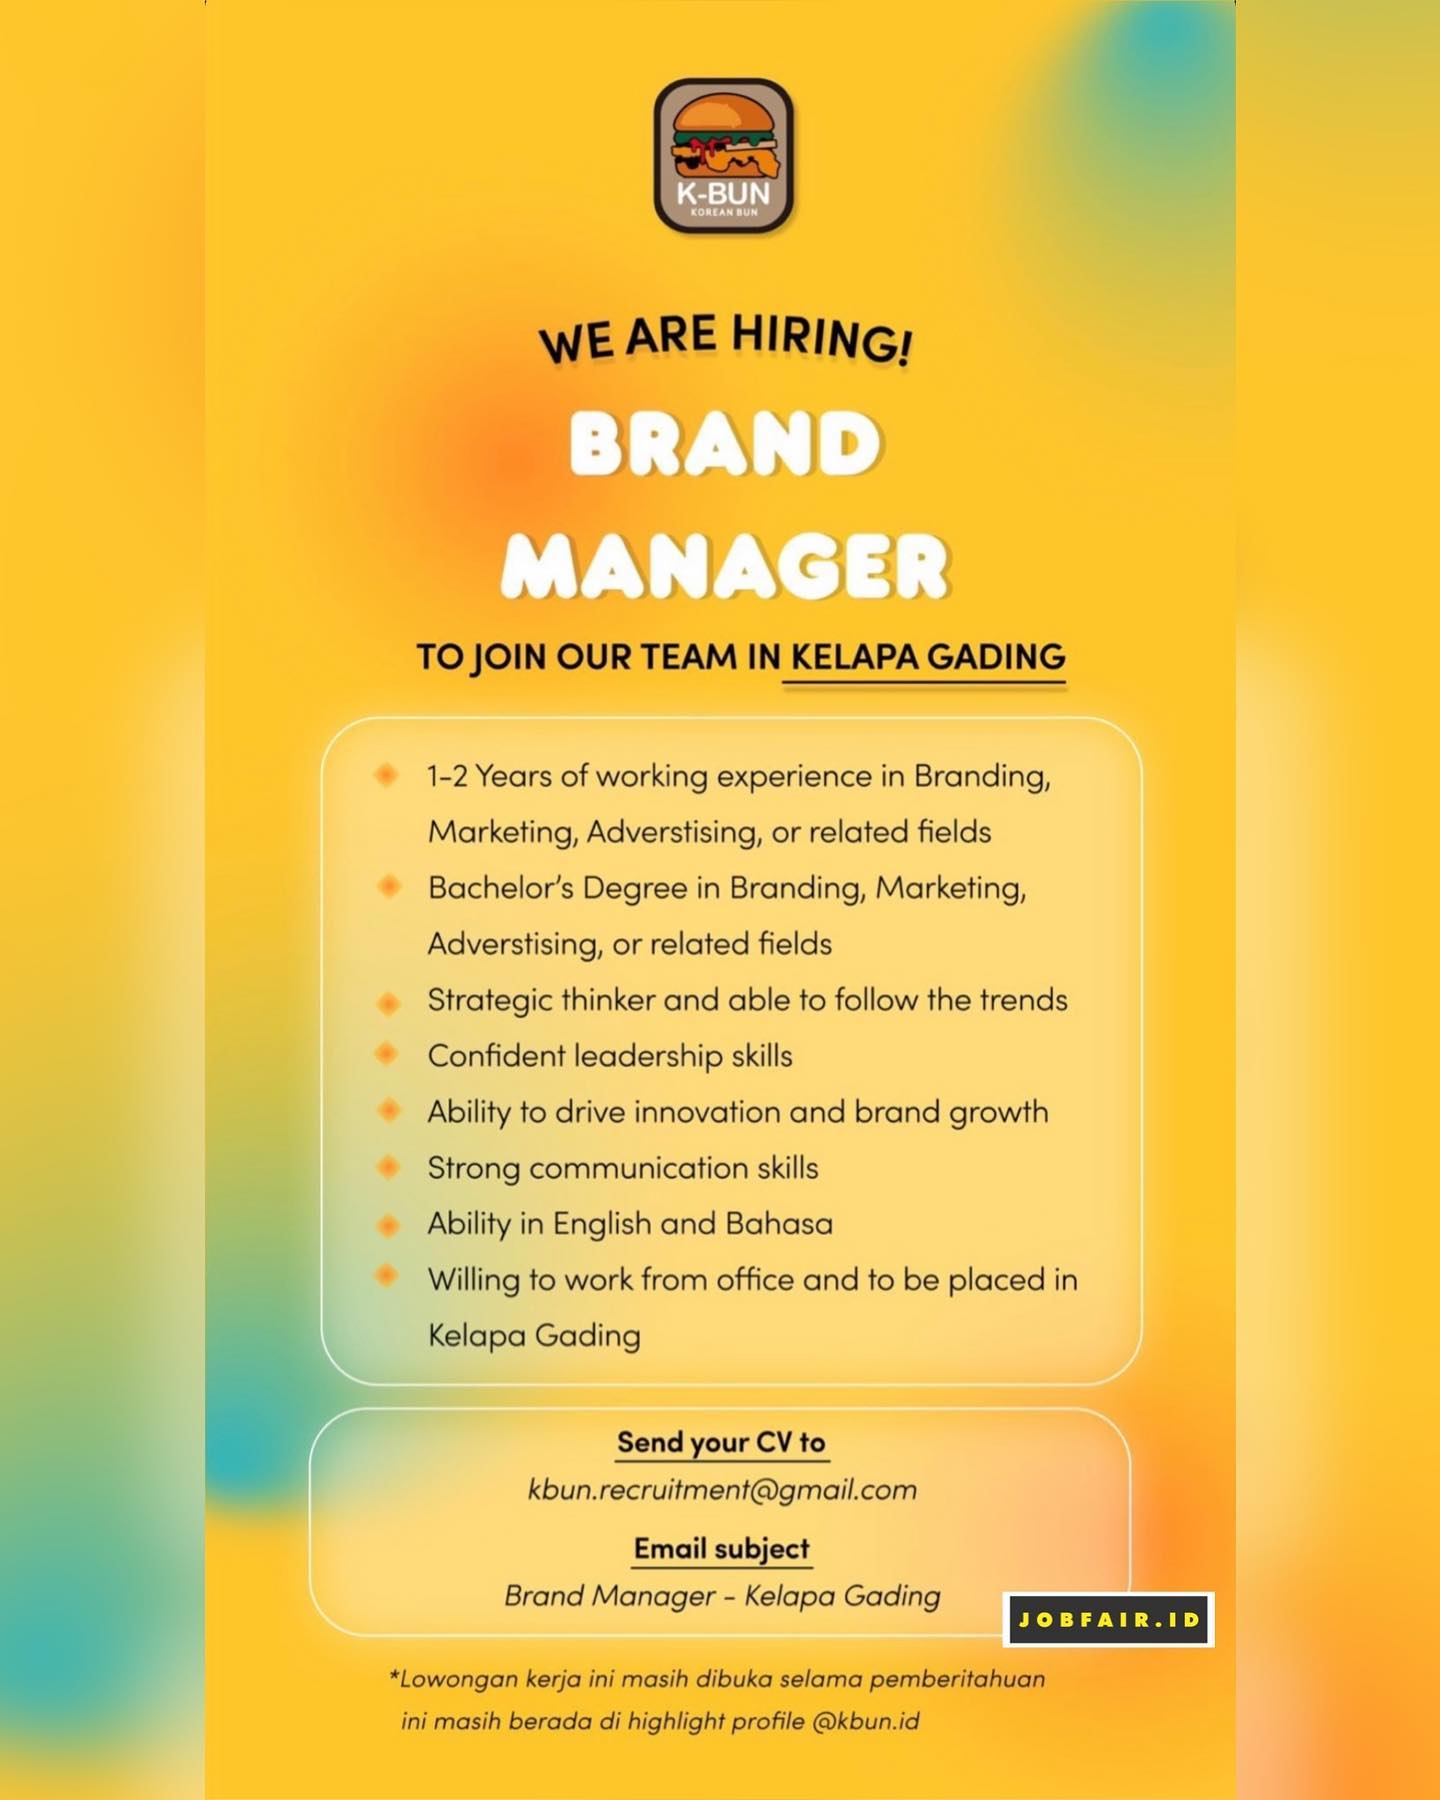 K-BUN
KOREAN BUN
WE ARE HIRING!
BRAND
MANAGER
TO JOIN OUR TEAM IN KELAPA GADING
1-2 Years of working experience in Branding,
Marketing, Adverstising, or related fields
Bachelor's Degree in Branding, Marketing,
Adverstising, or related fields
Strategic thinker and able to follow the trends
Confident leadership skills
Ability to drive innovation and brand growth
Strong communication skills
Ability in English and Bahasa
Willing to work from office and to be placed in
Kelapa Gading
Send your CV to
kbun.recruitment@gmail.com
Email subject
Brand Manager - Kelapa Gading
JOBFAIR.ID
*Lowongan kerja ini masih dibuka selama pemberitahuan
ini masih berada di highlight profile @kbun.id